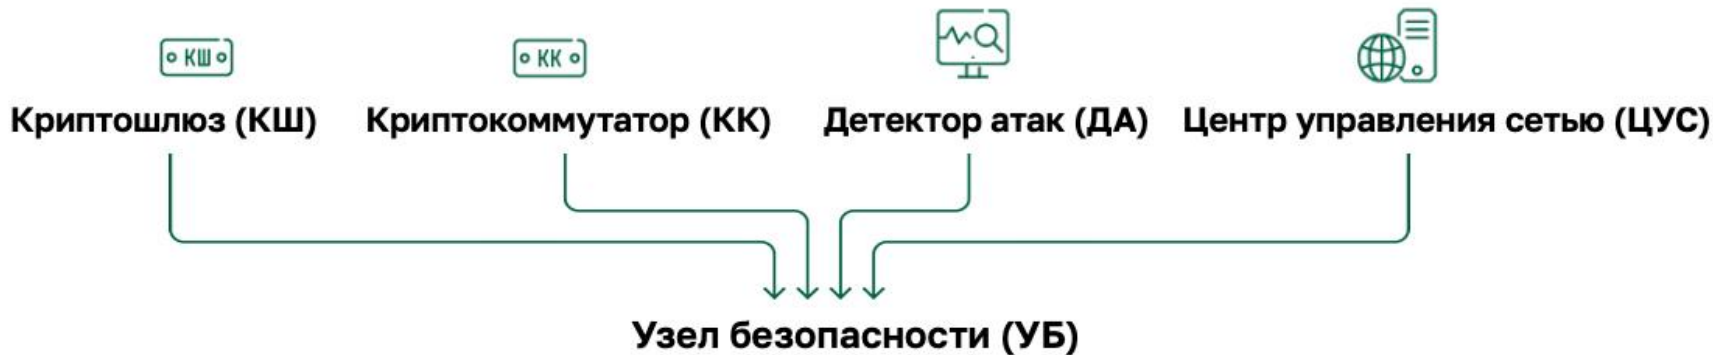 КШ
КК
Криптошлюз (КШ)
Криптокоммутатор (КК)
Детектор атак (ДА)
Центр управления сетью (ЦУС)
Узел безопасности (УБ)